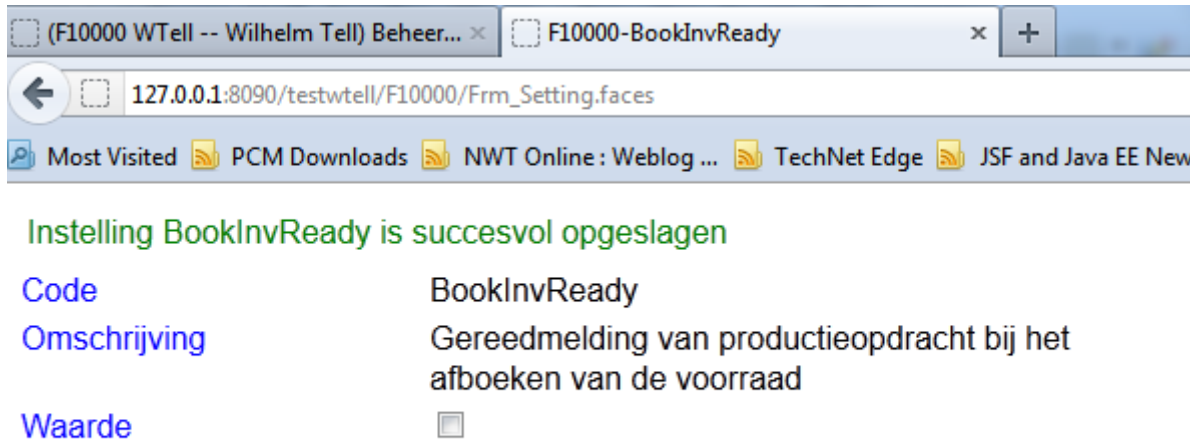 (F10000 WTell -- Wilhelm Tell) Beheer... × F10000-BookInvReady × +
127.0.0.1:8090/testwtell/F10000/Frm_Setting.faces
Most Visited PCM Downloads NWT Online : Weblog ... TechNet Edge JSF and Java EE New
Instelling BookInvReady is succesvol opgeslagen
Code BookInvReady
Omschrijving Gereedmelding van productieopdracht bij het
afboeken van de voorraad
Waarde